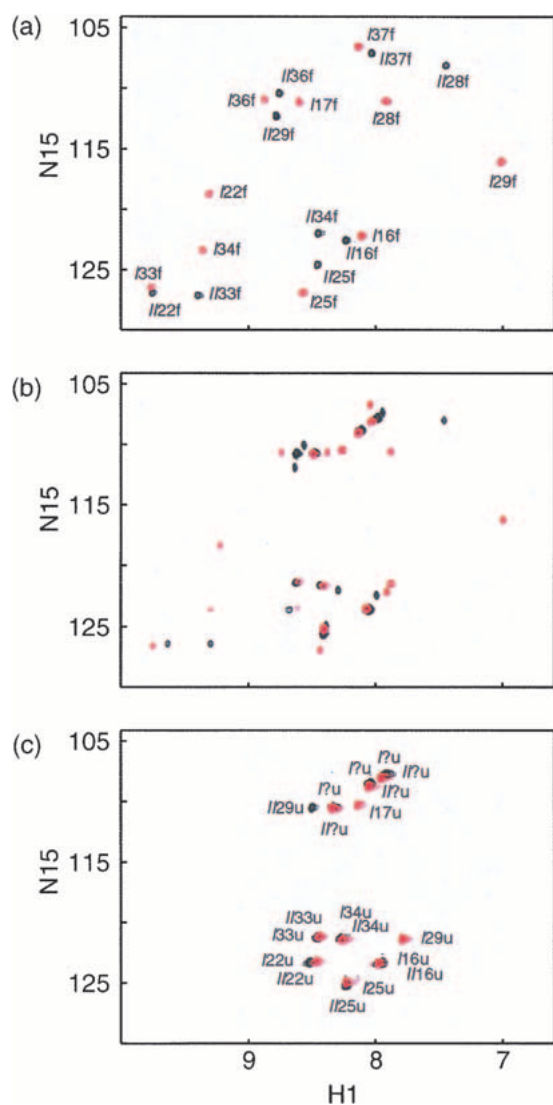 (a)
105
115
125
N15
I37f
II37f
II36f
II28f
I36f
I17f
I28f
II29f
I29f
I22f
II34f
I34f
I16f
II16f
I33f
II25f
II22f
II33f
I25f
(b)
105
115
125
N15
(c)
105
115
125
N15
I?u
I?u
II?u
I?u
II?u
II29u
I17u
II?u
II33u
I34u
I33u
II34u
I29u
I22u
I16u
II22u
II16u
I25u
II25u
9
8
7
H1